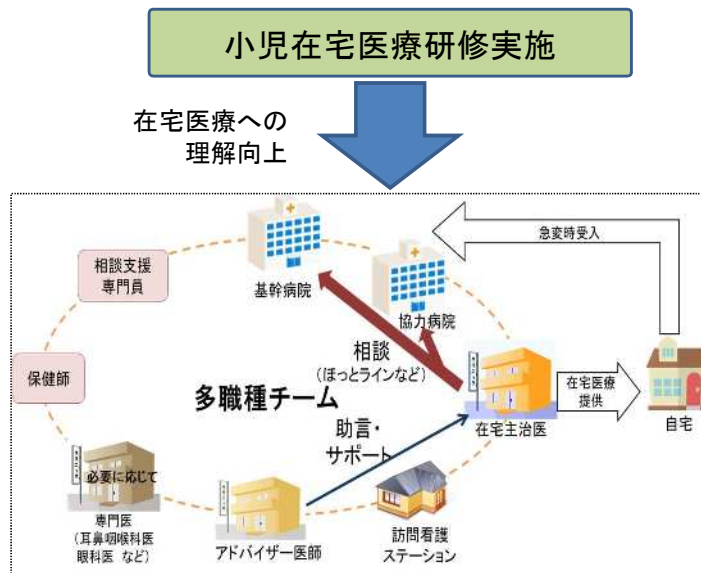 小児在宅医療研修実施
在宅医療への
理解向上
急変時受入
相談支援
専門員
基幹病院
協力病院
相談
(ほっとラインなど)
保健師
多職種チーム
在宅医療
提供
在宅主治医
自宅
助言・
サポート
必要に応じて
専門医
(耳鼻咽喉科医
眼科医 など)
アドバイザー医師
訪問看護
ステーション